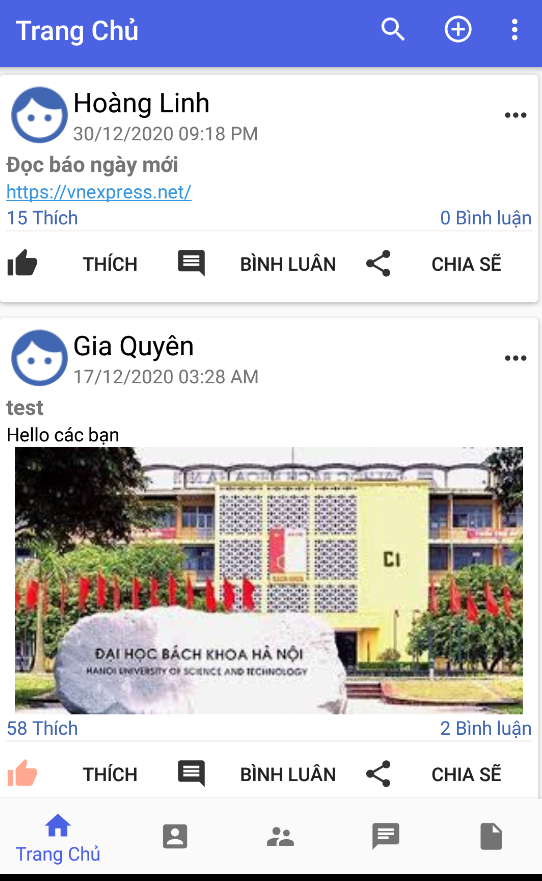 Trang Chủ
Hoàng Linh
30/12/2020 09:18 PM
Đọc báo ngày mới
https://vnexpress.net/
15 Thích 0 Bình luận
THÍCH BÌNH LUÂN CHIA SẼ
Gia Quyên
17/12/2020 03:28 AM
test
Hello các bạn
C1
ĐẠI HỌC BÁCH KHOA HÀ NỘI
HANOI UNIVERSITY OF SCIENCE AND TECHNOLOGY
58 Thích 2 Bình luận
THÍCH BÌNH LUÂN CHIA SẼ
Trang Chủ